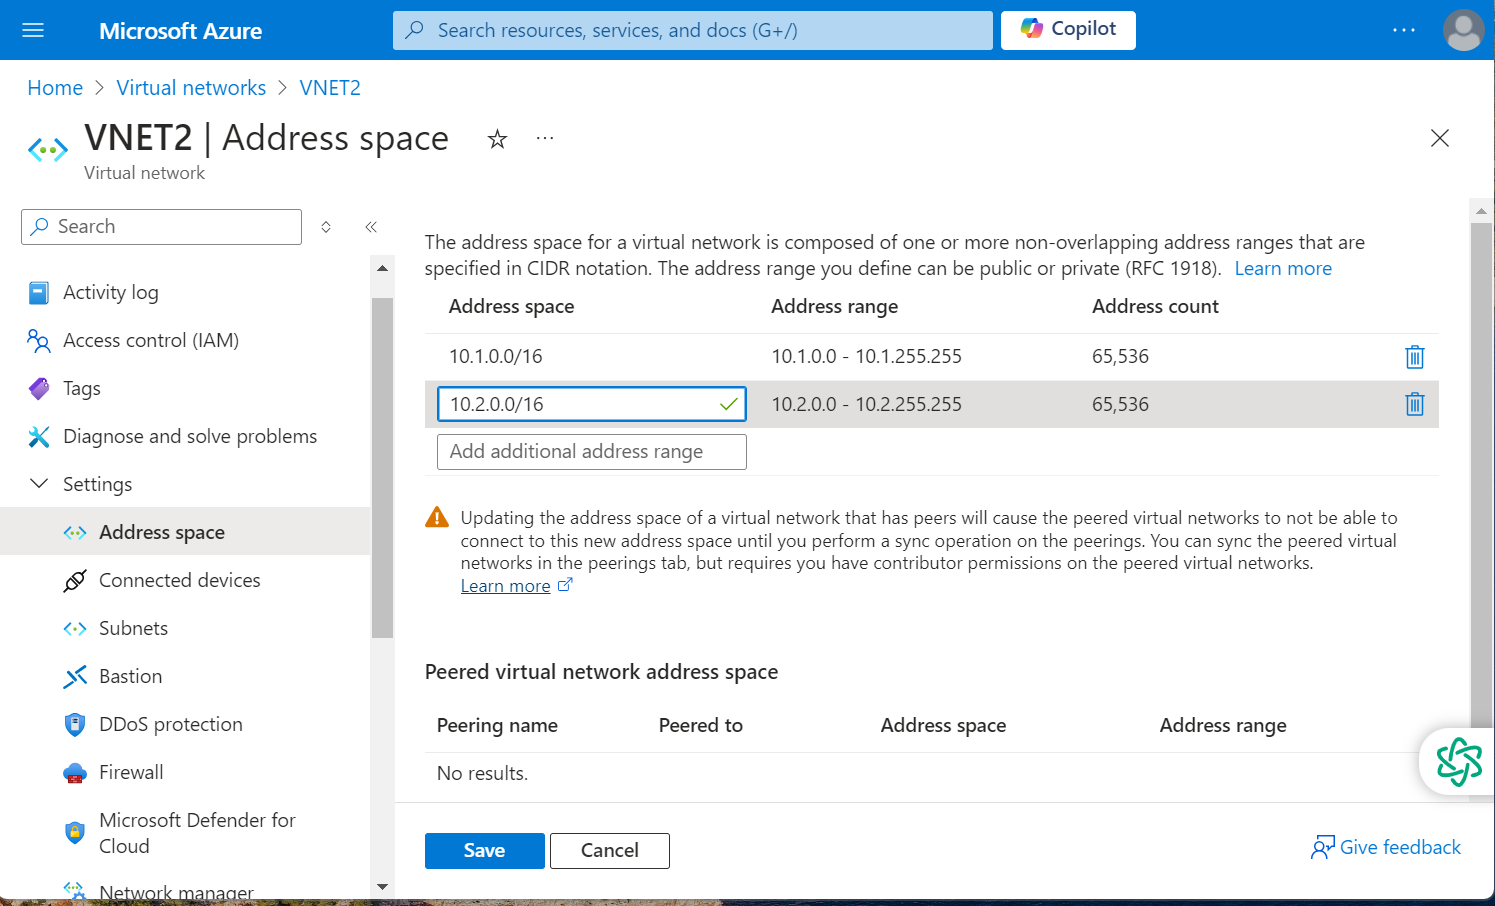 Microsoft Azure
Search resources, services, and docs (G+/)
Copilot
Home > Virtual networks > VNET2
VNET2 | Address space
Virtual network
Search
Activity log
Access control (IAM)
Tags
Diagnose and solve problems
Settings
Address space
Connected devices
Subnets
Bastion
DDoS protection
Firewall
Microsoft Defender for
Cloud
Network manager
The address space for a virtual network is composed of one or more non-overlapping address ranges that are
specified in CIDR notation. The address range you define can be public or private (RFC 1918). Learn more
Address space Address range Address count
10.1.0.0/16 10.1.0.0 - 10.1.255.255 65,536
10.2.0.0/16 10.2.0.0 - 10.2.255.255 65,536
Add additional address range
Updating the address space of a virtual network that has peers will cause the peered virtual networks to not be able to
connect to this new address space until you perform a sync operation on the peerings. You can sync the peered virtual
networks in the peerings tab, but requires you have contributor permissions on the peered virtual networks.
Learn more
Peered virtual network address space
Peering name Peered to Address space Address range
No results.
Save Cancel
Give feedback